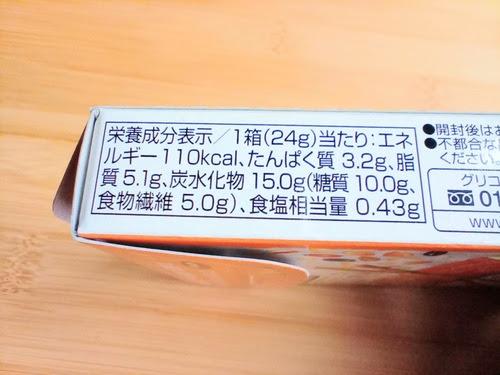 栄養成分表示／1箱(24g)当たり:エネ
ルギー110kcal、たんぱく質 3.2g、脂
質 5.1g、炭水化物 15.0g(糖質 10.0g、
食物繊維 5.0g)、食塩相当量 0.43g
●開封後はお
●不都合な
ください。
グリコ
01
www